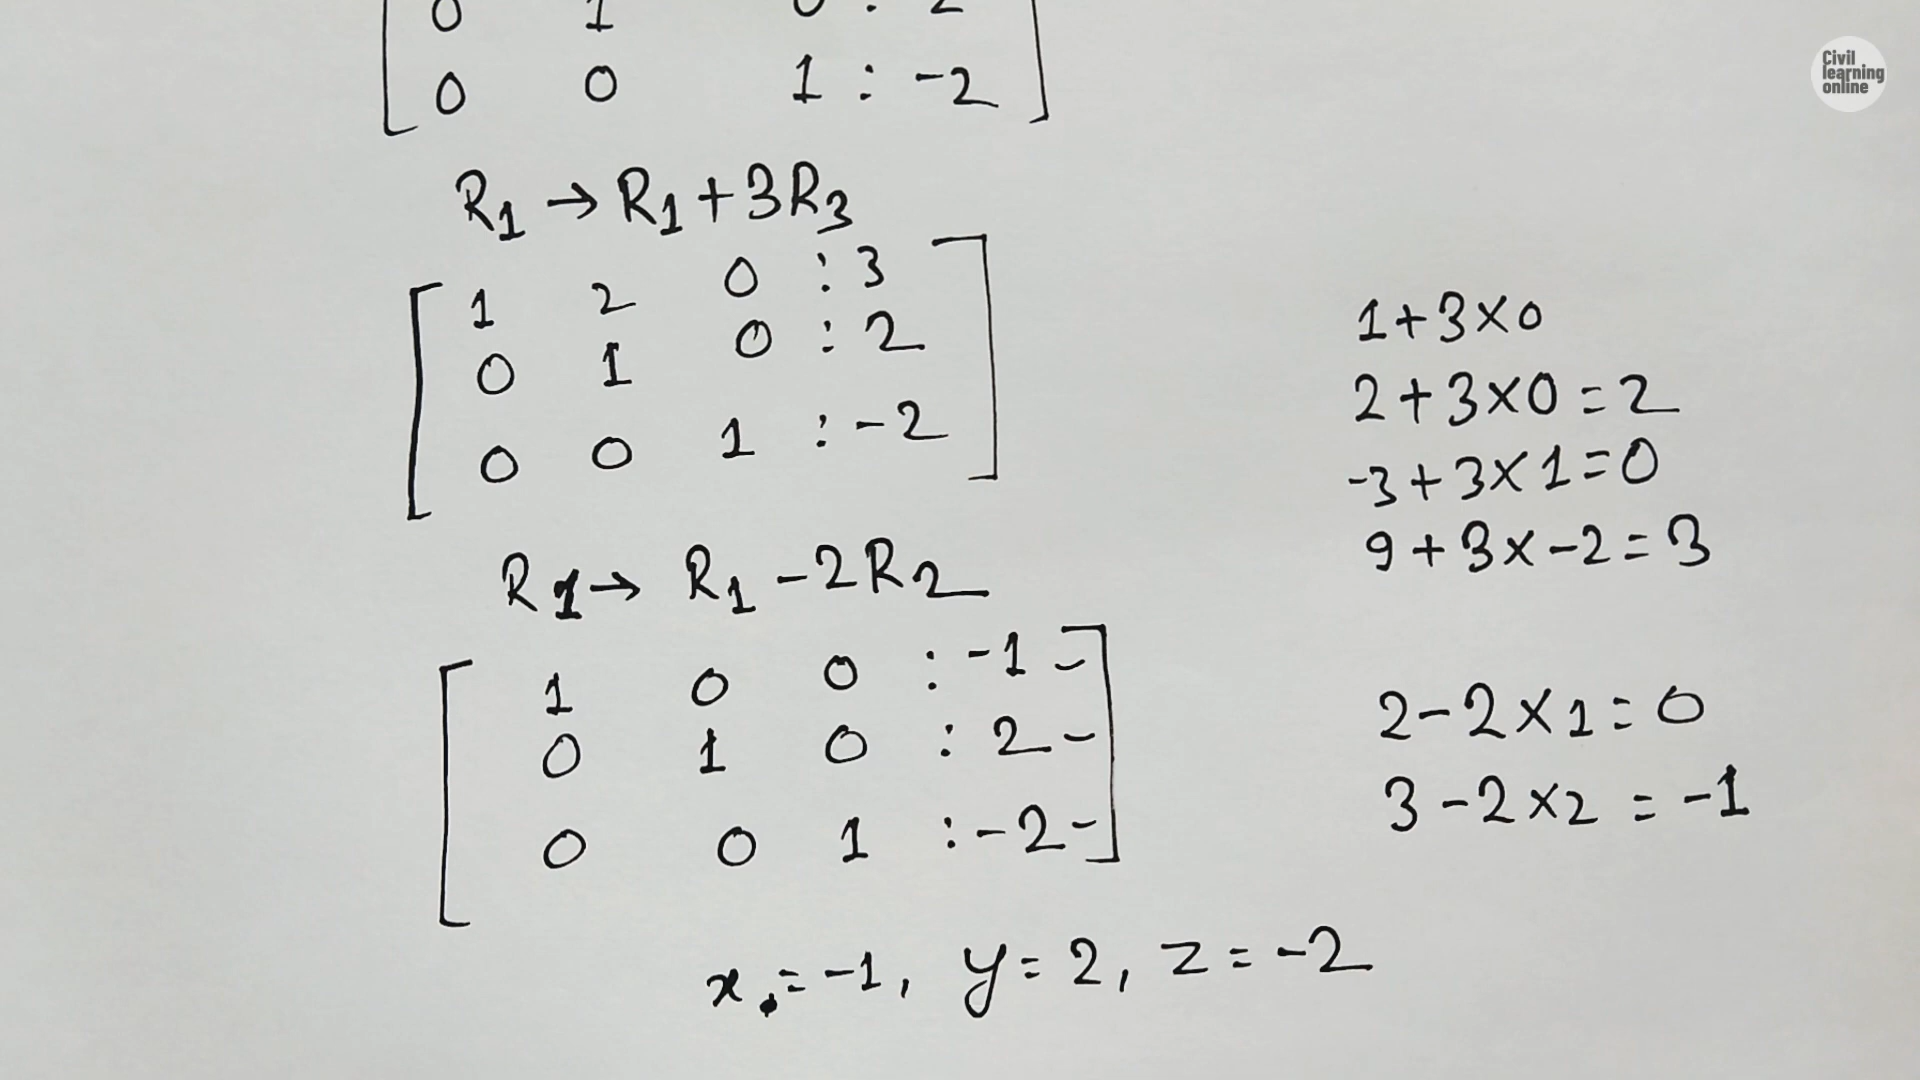 0 1 0 : 2
0 0 1 : -2
R1 → R1 + 3R3
1 2 0 : 3
0 1 0 : 2
0 0 1 : -2
R1 → R1 - 2R2
1 0 0 : -1 =
0 1 0 : 2 -
0 0 1 : -2 -
x = -1, y = 2, z = -2
1 + 3 × 0
2 + 3 × 0 = 2
-3 + 3 × 1 = 0
9 + 3 × -2 = 3
2 - 2 × 1 = 0
3 - 2 × 2 = -1
Civil
learning
online